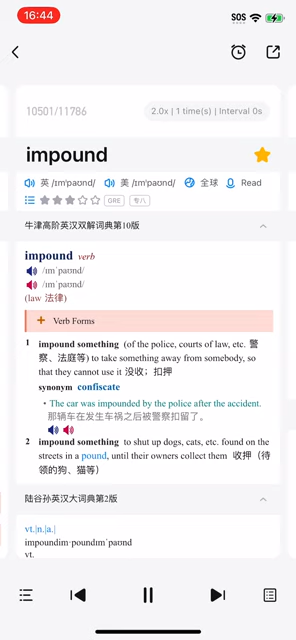 16:44
SOS
10501/11786
2.0x | 1 time(s) | Interval 0s
impound
英 /ɪmˈpaʊnd/ 美 /ɪmˈpaʊnd/ 全球 Read
GRE 专八
牛津高阶英汉双解词典第10版
impound verb
/ɪmˈpaʊnd/
/ɪmˈpaʊnd/
(law 法律)
+ Verb Forms
1 impound something (of the police, courts of law, etc. 警
察、法庭等) to take something away from somebody, so
that they cannot use it 没收；扣押
synonym confiscate
• The car was impounded by the police after the accident.
那辆车在发生车祸之后被警察扣留了。
2 impound something to shut up dogs, cats, etc. found on the
streets in a pound, until their owners collect them 收押（待
领的狗、猫等）
陆谷孙英汉大词典第2版
vt.|n.|a.|
impoundim·poundɪmˈpaʊnd
vt.